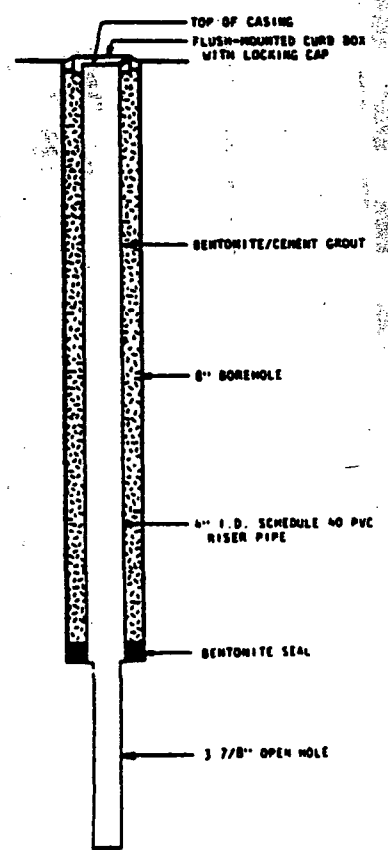 TOP OF CASING
FLUSH-MOUNTED CURB BOX
WITH LOCKING CAP
BENTONITE/CEMENT GROUT
8" BOREHOLE
4" I.D. SCHEDULE 40 PVC
RISER PIPE
BENTONITE SEAL
3 7/8" OPEN HOLE